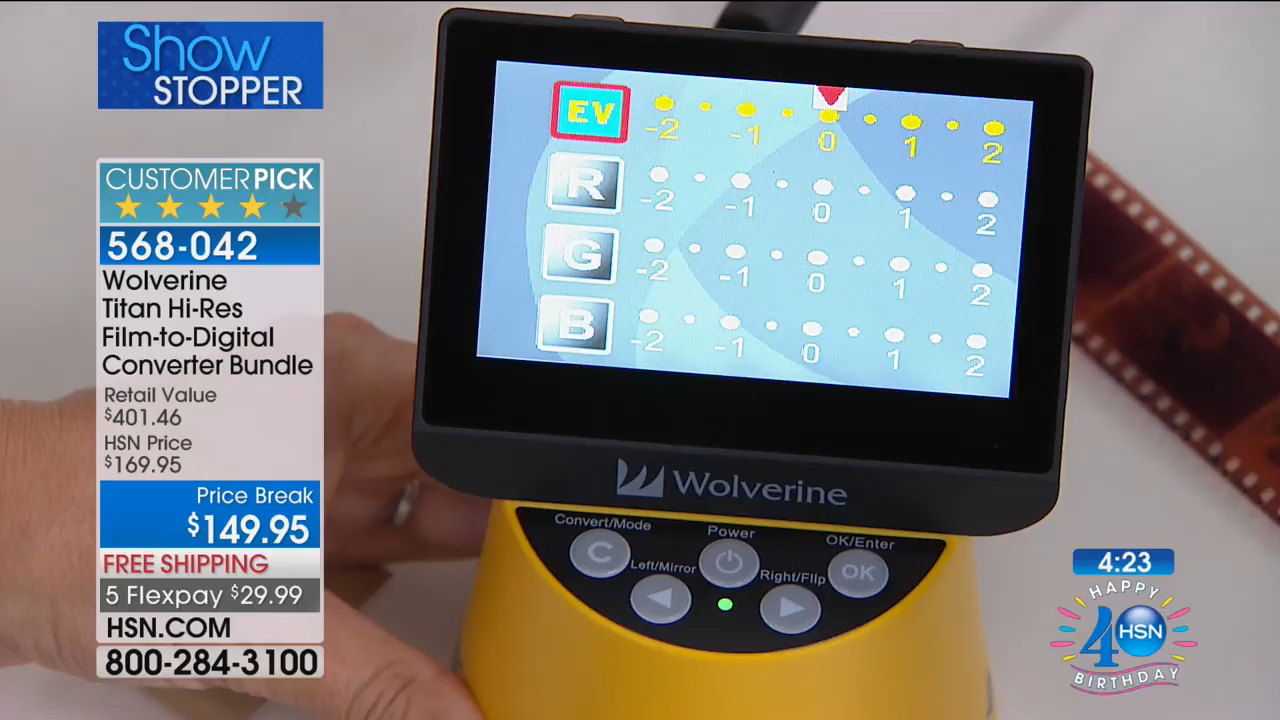 Show
STOPPER
CUSTOMER PICK
568-042
Wolverine
Titan Hi-Res
Film-to-Digital
Converter Bundle
Retail Value
$401.46
HSN Price
$169.95
Price Break
$149.95
FREE SHIPPING
5 Flexpay $29.99
HSN.COM
800-284-3100
EV -2 -1 0 1 2
R -2 -1 0 1 2
G -2 -1 0 1 2
B -2 -1 0 1 2
Wolverine
Convert/Mode Power OK/Enter
C OK
Left/Mirror Right/Flip
4:23
HAPPY
40 HSN
BIRTHDAY